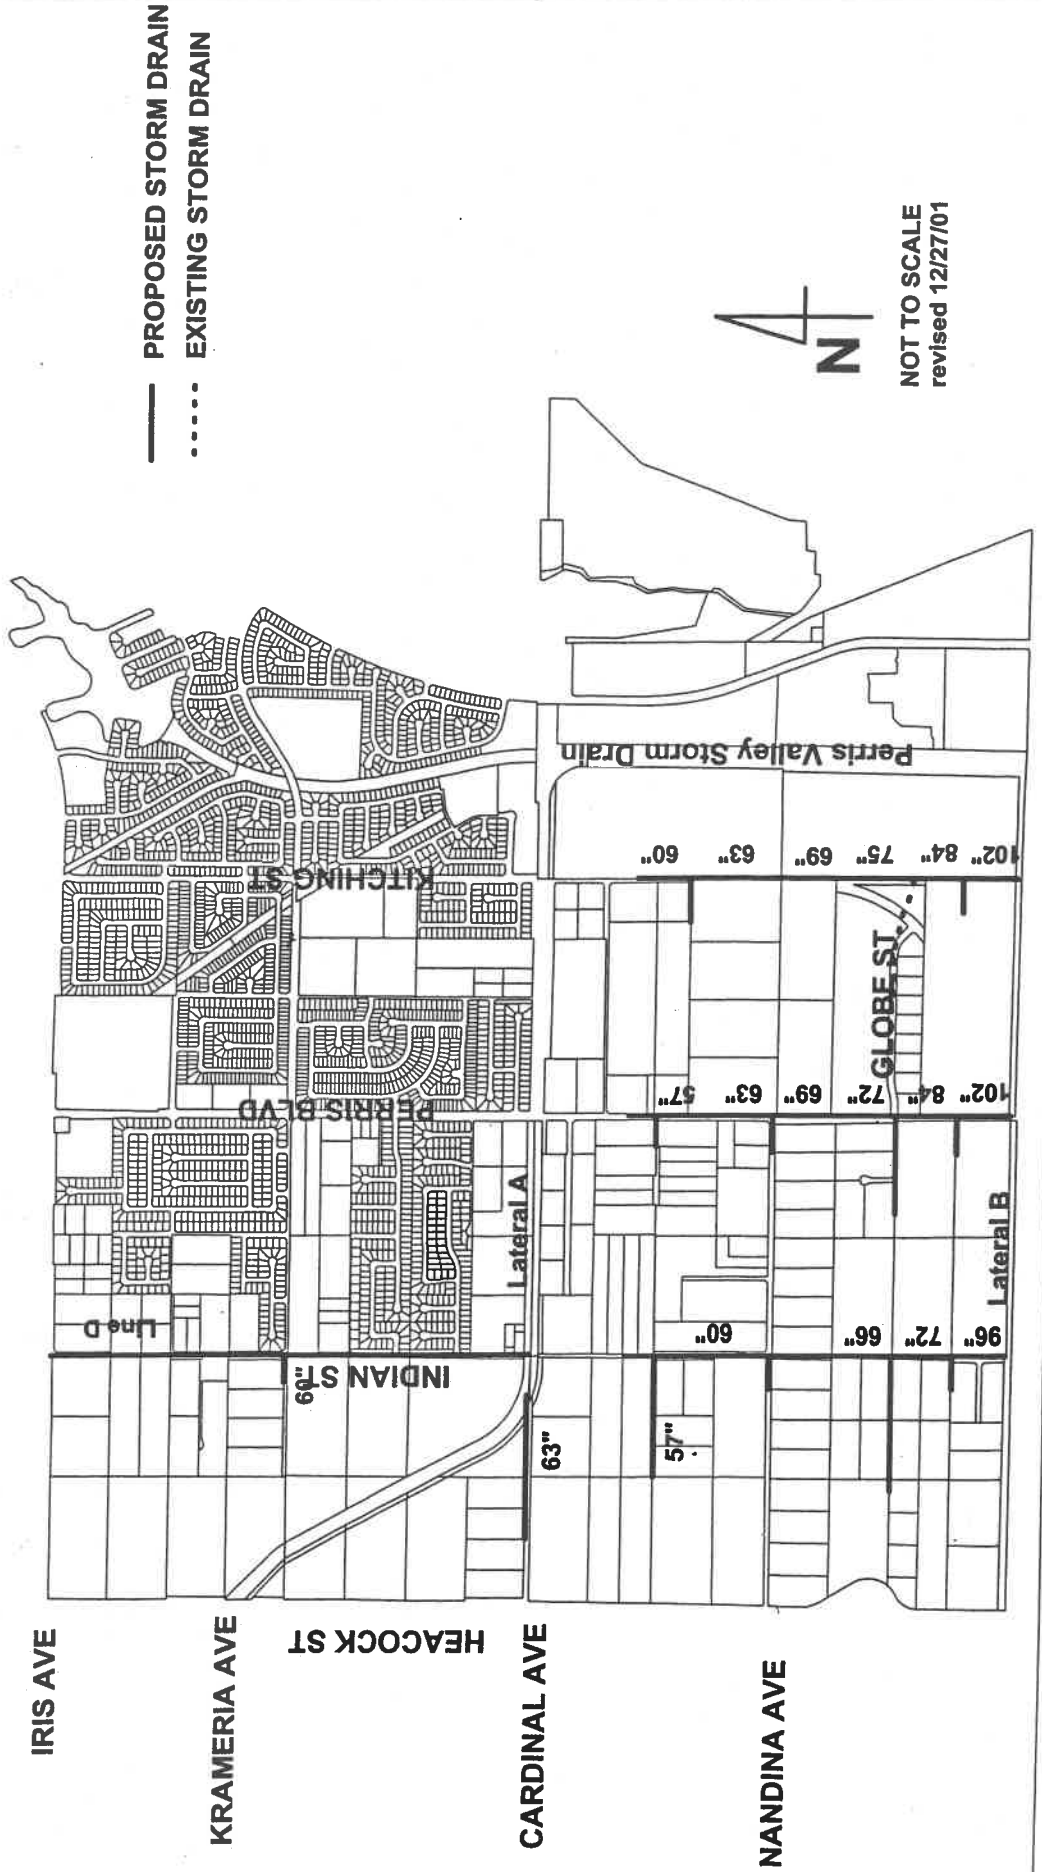 PROPOSED STORM DRAIN
EXISTING STORM DRAIN
NOT TO SCALE
revised 12/27/01
N
IRIS AVE
KRAMERIA AVE
CARDINAL AVE
NANDINA AVE
HEACOCK ST
INDIAN ST
PERRIS BLVD
KITCHING ST
Perris Valley Storm Drain
GLOBE ST
Line D
Lateral A
Lateral B
60"
63"
69"
75"
84"
102"
57"
63"
69"
72"
84"
102"
60"
66"
72"
96"
63"
57"